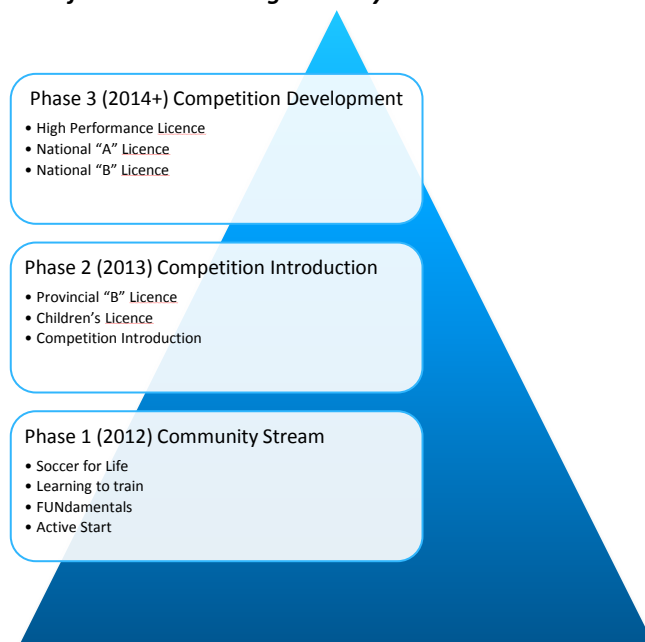 Phase 3 (2014+) Competition Development
• High Performance Licence
• National “A” Licence
• National “B” Licence
Phase 2 (2013) Competition Introduction
• Provincial “B” Licence
• Children’s Licence
• Competition Introduction
Phase 1 (2012) Community Stream
• Soccer for Life
• Learning to train
• FUNdamentals
• Active Start